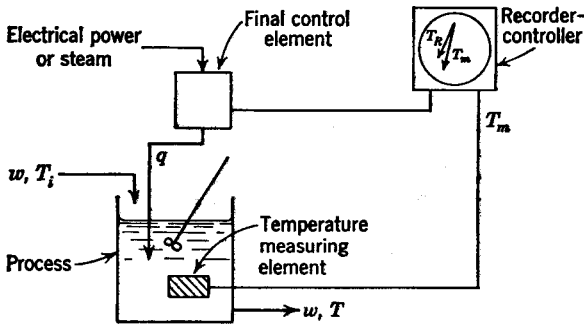 Electrical power
or steam
Final control
element
Recorder-
controller
T_R
T_m
T_m
q
w, T_i
Process
Temperature
measuring
element
w, T